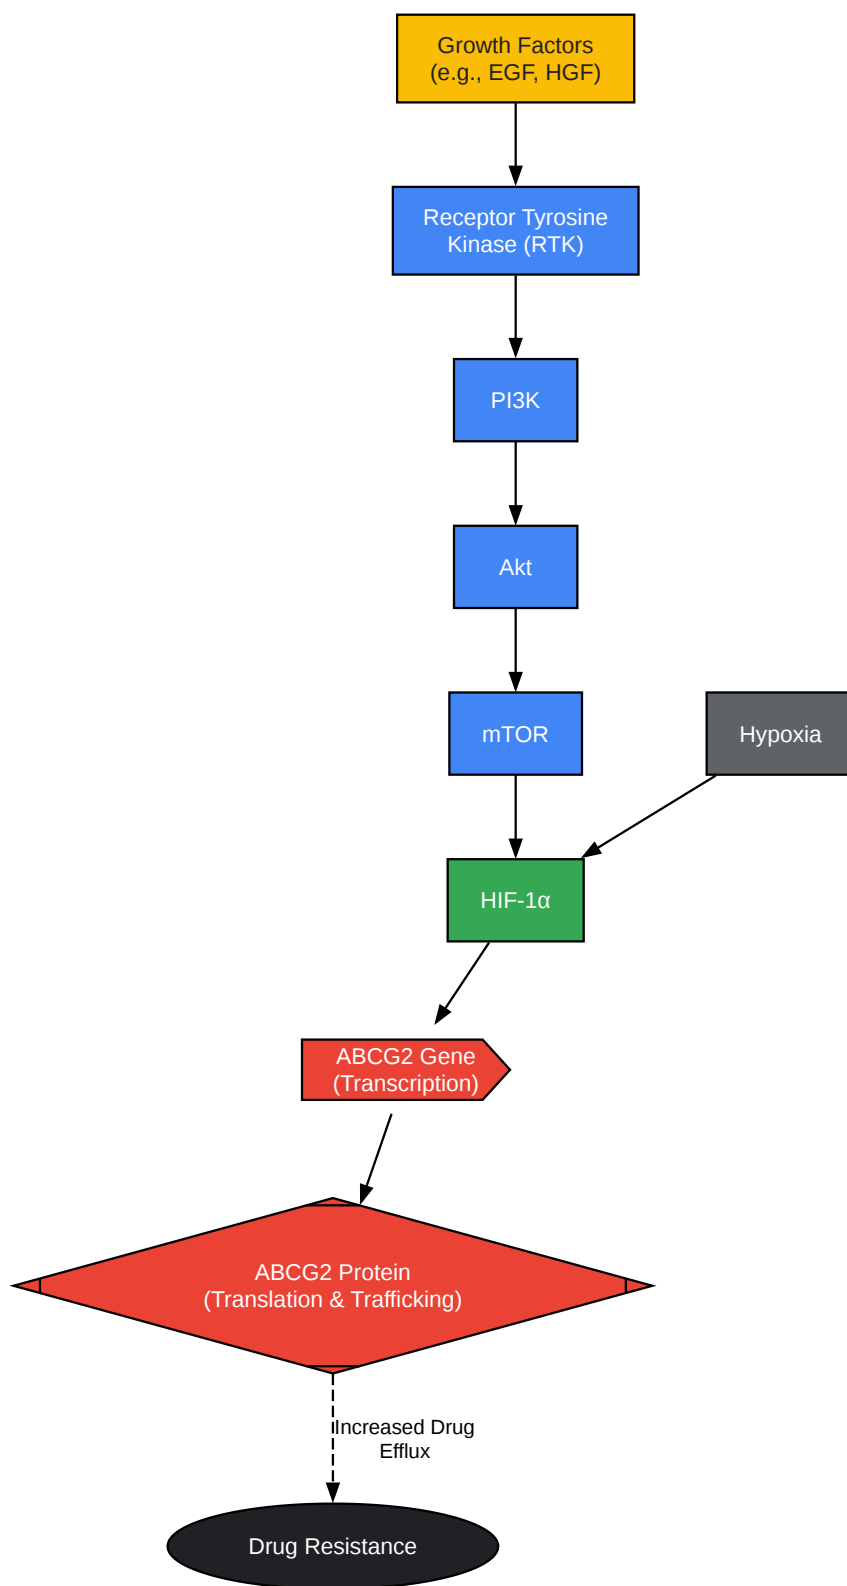 Growth Factors
(e.g., EGF, HGF)
Receptor Tyrosine
Kinase (RTK)
PI3K
Akt
mTOR
Hypoxia
HIF-1α
ABCG2 Gene
(Transcription)
ABCG2 Protein
(Translation & Trafficking)
Increased Drug
Efflux
Drug Resistance